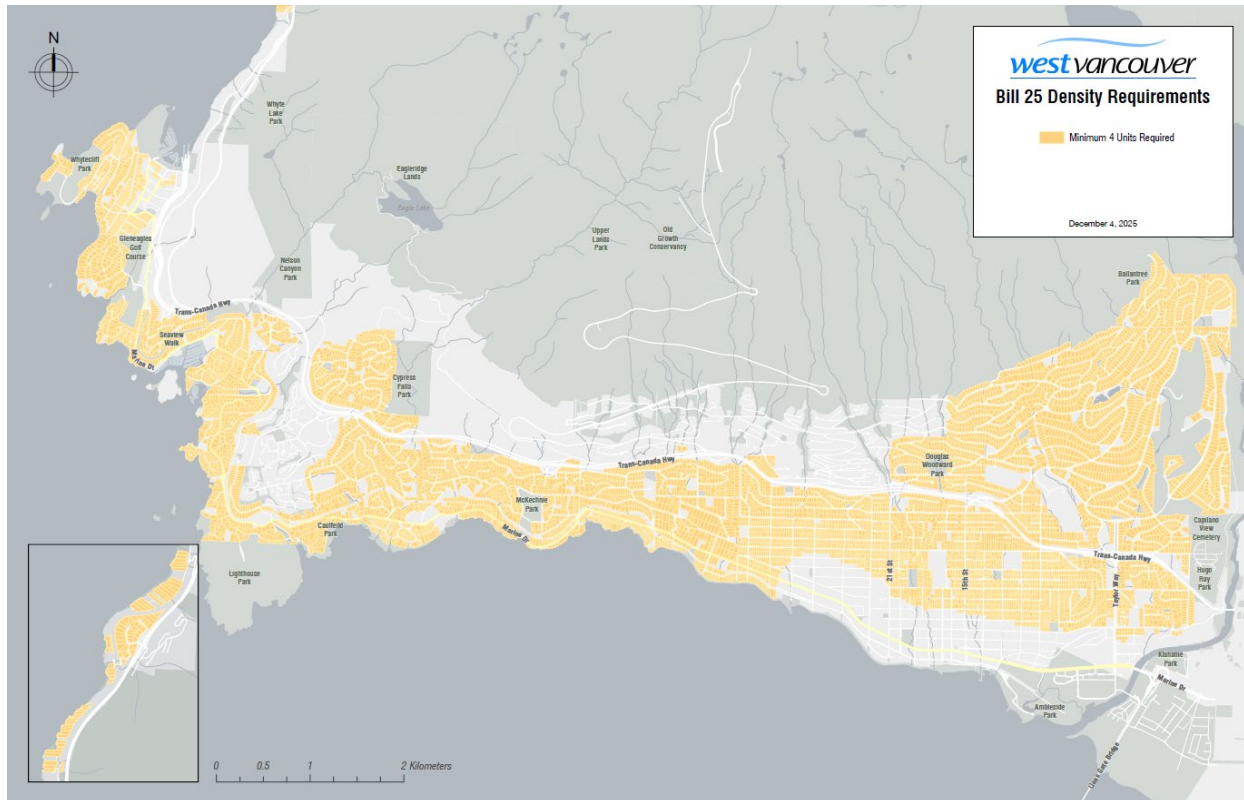 N
west vancouver
Bill 25 Density Requirements
Minimum 4 Units Required
December 4, 2025
Whyte
Lake
Park
Whytecliff
Park
Eagleridge
Lands
Eagle Lake
Gleneagles
Golf
Course
Upper
Lands
Park
Old
Growth
Conservancy
Nelson
Canyon
Park
Ballantree
Park
Trans-Canada Hwy
Seaview
Walk
Marine Dr
Cypress
Falls
Park
Trans-Canada Hwy
Douglas
Woodward
Park
McKechnie
Park
Marine Dr
Caulfeild
Park
Capilano
View
Cemetery
Trans-Canada Hwy
21st St
15th St
Taylor Way
Hugo
Ray
Park
Lighthouse
Park
Klahanie
Park
Marine Dr
Ambleside
Park
Lions Gate Bridge
0 0.5 1 2 Kilometers